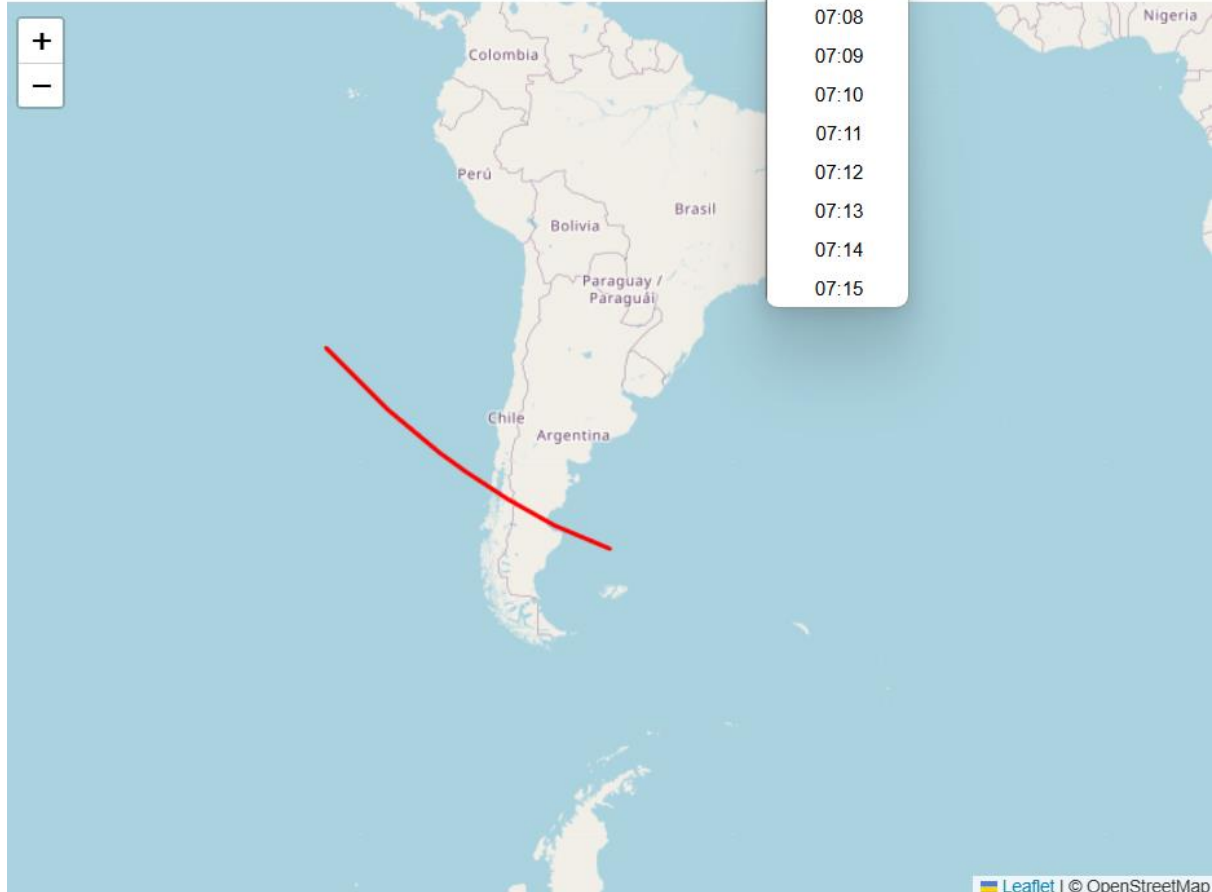 07:08
Nigeria
+
Colombia
07:09
−
07:10
07:11
Perú
07:12
Brasil
07:13
Bolivia
07:14
Paraguay /
Paraguái
07:15
Chile
Argentina
Leaflet | © OpenStreetMap